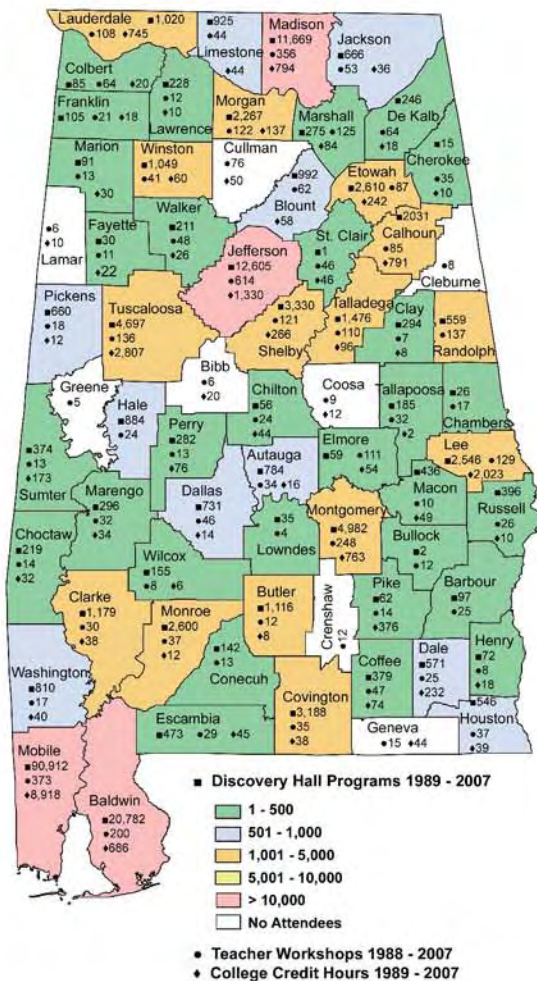 Lauderdale
■1,020
●108 ♦745
■925
●44
Limestone
♦44
Madison
■11,669
●356
♦794
Jackson
■666
●53 ♦36
Colbert
■85 ●64 ♦20
Franklin
■105 ●21 ♦18
■228
●12
♦10
Lawrence
Morgan
■2,267
●122 ♦137
Marshall
■275 ●125
♦84
■246
De Kalb
●64
♦18
■15
Cherokee
●35
♦10
Marion
■91
●13
♦30
Winston
■1,049
●41 ♦60
Cullman
●76
♦50
■992
●62
Blount
♦58
Etowah
■2,610 ●87
♦242
■2031
Calhoun
●85
♦791
●6
♦10
Lamar
Fayette
■30
●11
♦22
Walker
■211
●48
♦26
Jefferson
■12,605
●614
♦1,330
St. Clair
■1
●46
♦46
●8
Cleburne
Pickens
■660
●18
♦12
Tuscaloosa
■4,697
●136
♦2,807
■3,330
●121
♦266
Shelby
Talladega
■1,476
●110
♦96
Clay
■294
●7
♦8
■559
●137
Randolph
Greene
●5
Hale
■884
●24
Bibb
●6
♦20
Chilton
■56
●24
♦44
Coosa
●9
♦12
Tallapoosa
■185
●32
♦2
■26
●17
Chambers
■374
●13
♦173
Sumter
Perry
■282
●13
♦76
Autauga
■784
●34 ♦16
Elmore
■59 ●111
♦54
Lee
■2,546 ●129
♦2,023
Marengo
■296
●32
♦34
Dallas
■731
●46
♦14
■436
Macon
●10
♦49
■396
Russell
●26
♦10
Choctaw
■219
●14
♦32
Wilcox
■155
●8 ♦6
■35
●4
Lowndes
Montgomery
■4,982
●248
♦763
Bullock
■2
●12
Clarke
■1,179
●30
♦38
Monroe
■2,600
●37
♦12
Butler
■1,116
●12
♦8
Crenshaw
●12
Pike
■62
●14
♦376
Barbour
■97
●25
Washington
■810
●17
♦40
■142
●13
Conecuh
Covington
■3,188
●35
♦38
Coffee
■379
●47
♦74
Dale
■571
●25
♦232
Henry
■72
●8
♦18
Escambia
■473 ●29 ♦45
Geneva
●15 ♦44
■546
Houston
●37
♦39
Mobile
■90,912
●373
♦8,918
Baldwin
■20,782
●200
♦686
■ Discovery Hall Programs 1989 - 2007
1 - 500
501 - 1,000
1,001 - 5,000
5,001 - 10,000
> 10,000
No Attendees
● Teacher Workshops 1988 - 2007
♦ College Credit Hours 1989 - 2007